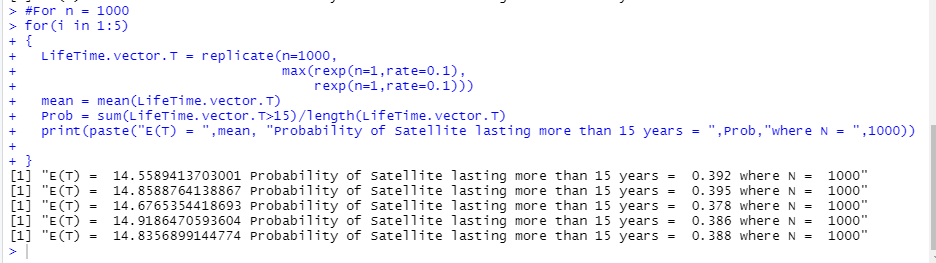 > #For n = 1000
> for(i in 1:5)
+ {
+   LifeTime.vector.T = replicate(n=1000,
+                                 max(rexp(n=1,rate=0.1),
+                                     rexp(n=1,rate=0.1)))
+   mean = mean(LifeTime.vector.T)
+   Prob = sum(LifeTime.vector.T>15)/length(LifeTime.vector.T)
+   print(paste("E(T) = ",mean, "Probability of Satellite lasting more than 15 years = ",Prob,"where N = ",1000))
+
+ }
[1] "E(T) =  14.5589413703001 Probability of Satellite lasting more than 15 years =  0.392 where N =  1000"
[1] "E(T) =  14.8588764138867 Probability of Satellite lasting more than 15 years =  0.395 where N =  1000"
[1] "E(T) =  14.6765354418693 Probability of Satellite lasting more than 15 years =  0.378 where N =  1000"
[1] "E(T) =  14.9186470593604 Probability of Satellite lasting more than 15 years =  0.386 where N =  1000"
[1] "E(T) =  14.8356899144774 Probability of Satellite lasting more than 15 years =  0.388 where N =  1000"
>